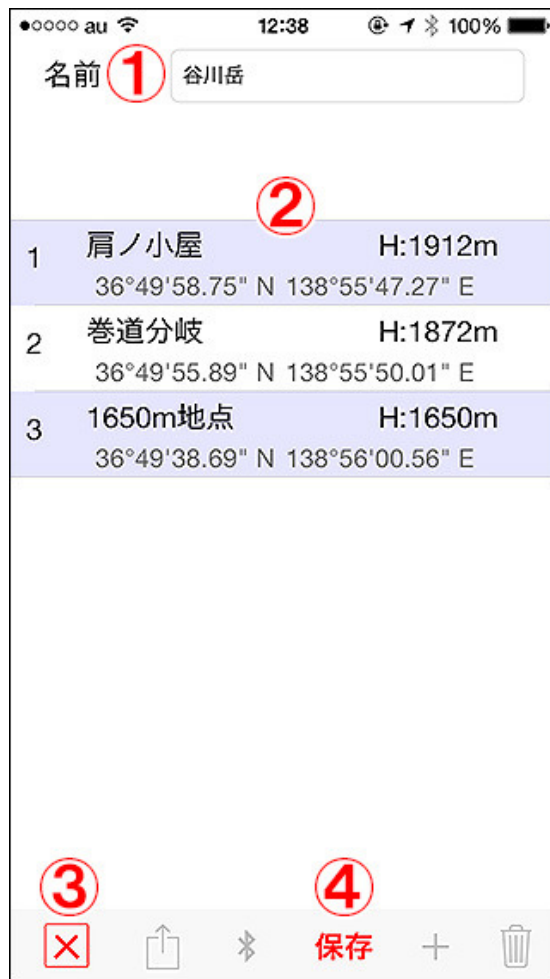 au 12:38 100%
名前 ① 谷川岳
②
1 肩ノ小屋 H:1912m
36°49'58.75" N 138°55'47.27" E
2 巻道分岐 H:1872m
36°49'55.89" N 138°55'50.01" E
3 1650m地点 H:1650m
36°49'38.69" N 138°56'00.56" E
③ ④
保存